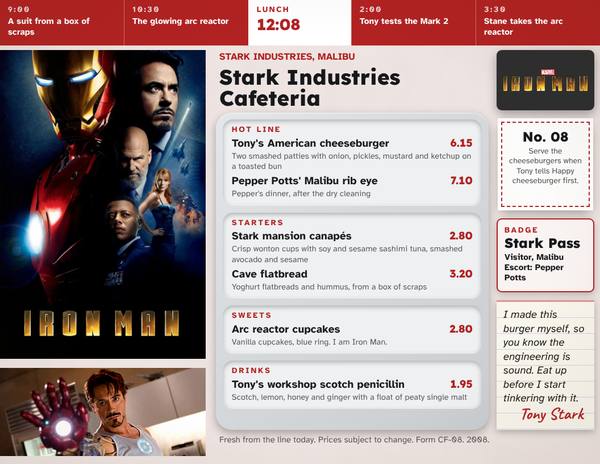 9:00
A suit from a box of
scraps
10:30
The glowing arc reactor
LUNCH
12:08
2:00
Tony tests the Mark 2
3:30
Stane takes the arc
reactor
IRON MAN
STARK INDUSTRIES, MALIBU
Stark Industries
Cafeteria
HOT LINE
Tony's American cheeseburger 6.15
Two smashed patties with onion, pickles, mustard and ketchup on
a toasted bun
Pepper Potts' Malibu rib eye 7.10
Pepper's dinner, after the dry cleaning
STARTERS
Stark mansion canapés 2.80
Crisp wonton cups with soy and sesame sashimi tuna, smashed
avocado and sesame
Cave flatbread 3.20
Yoghurt flatbreads and hummus, from a box of scraps
SWEETS
Arc reactor cupcakes 2.80
Vanilla cupcakes, blue ring. I am Iron Man.
DRINKS
Tony's workshop scotch penicillin 1.95
Scotch, lemon, honey and ginger with a float of peaty single malt
Fresh from the line today. Prices subject to change. Form CF-08. 2008.
MARVEL
IRON MAN
No. 08
Serve the
cheeseburgers when
Tony tells Happy
cheeseburger first.
BADGE
Stark Pass
Visitor, Malibu
Escort: Pepper
Potts
I made this
burger myself, so
you know the
engineering is
sound. Eat up
before I start
tinkering with it.
Tony Stark